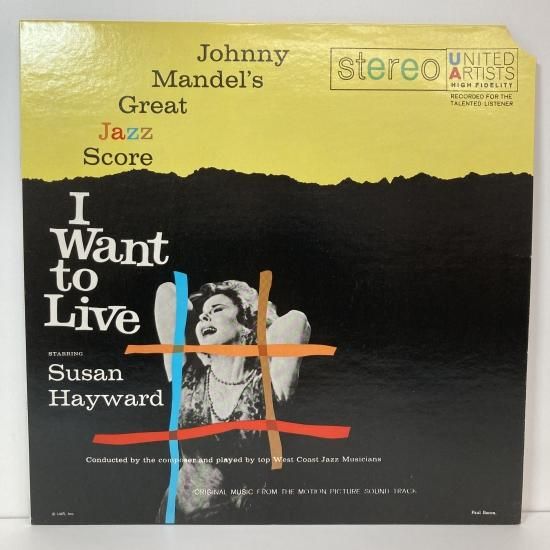 Johnny
Mandel's
Great
Jazz
Score
stereo
UNITED
ARTISTS
HIGH FIDELITY
RECORDED FOR THE
TALENTED LISTENER
I
Want
to
Live
STARRING
Susan
Hayward
Conducted by the composer and played by top West Coast Jazz Musicians
ORIGINAL MUSIC FROM THE MOTION PICTURE SOUND TRACK
Paul Bacon.